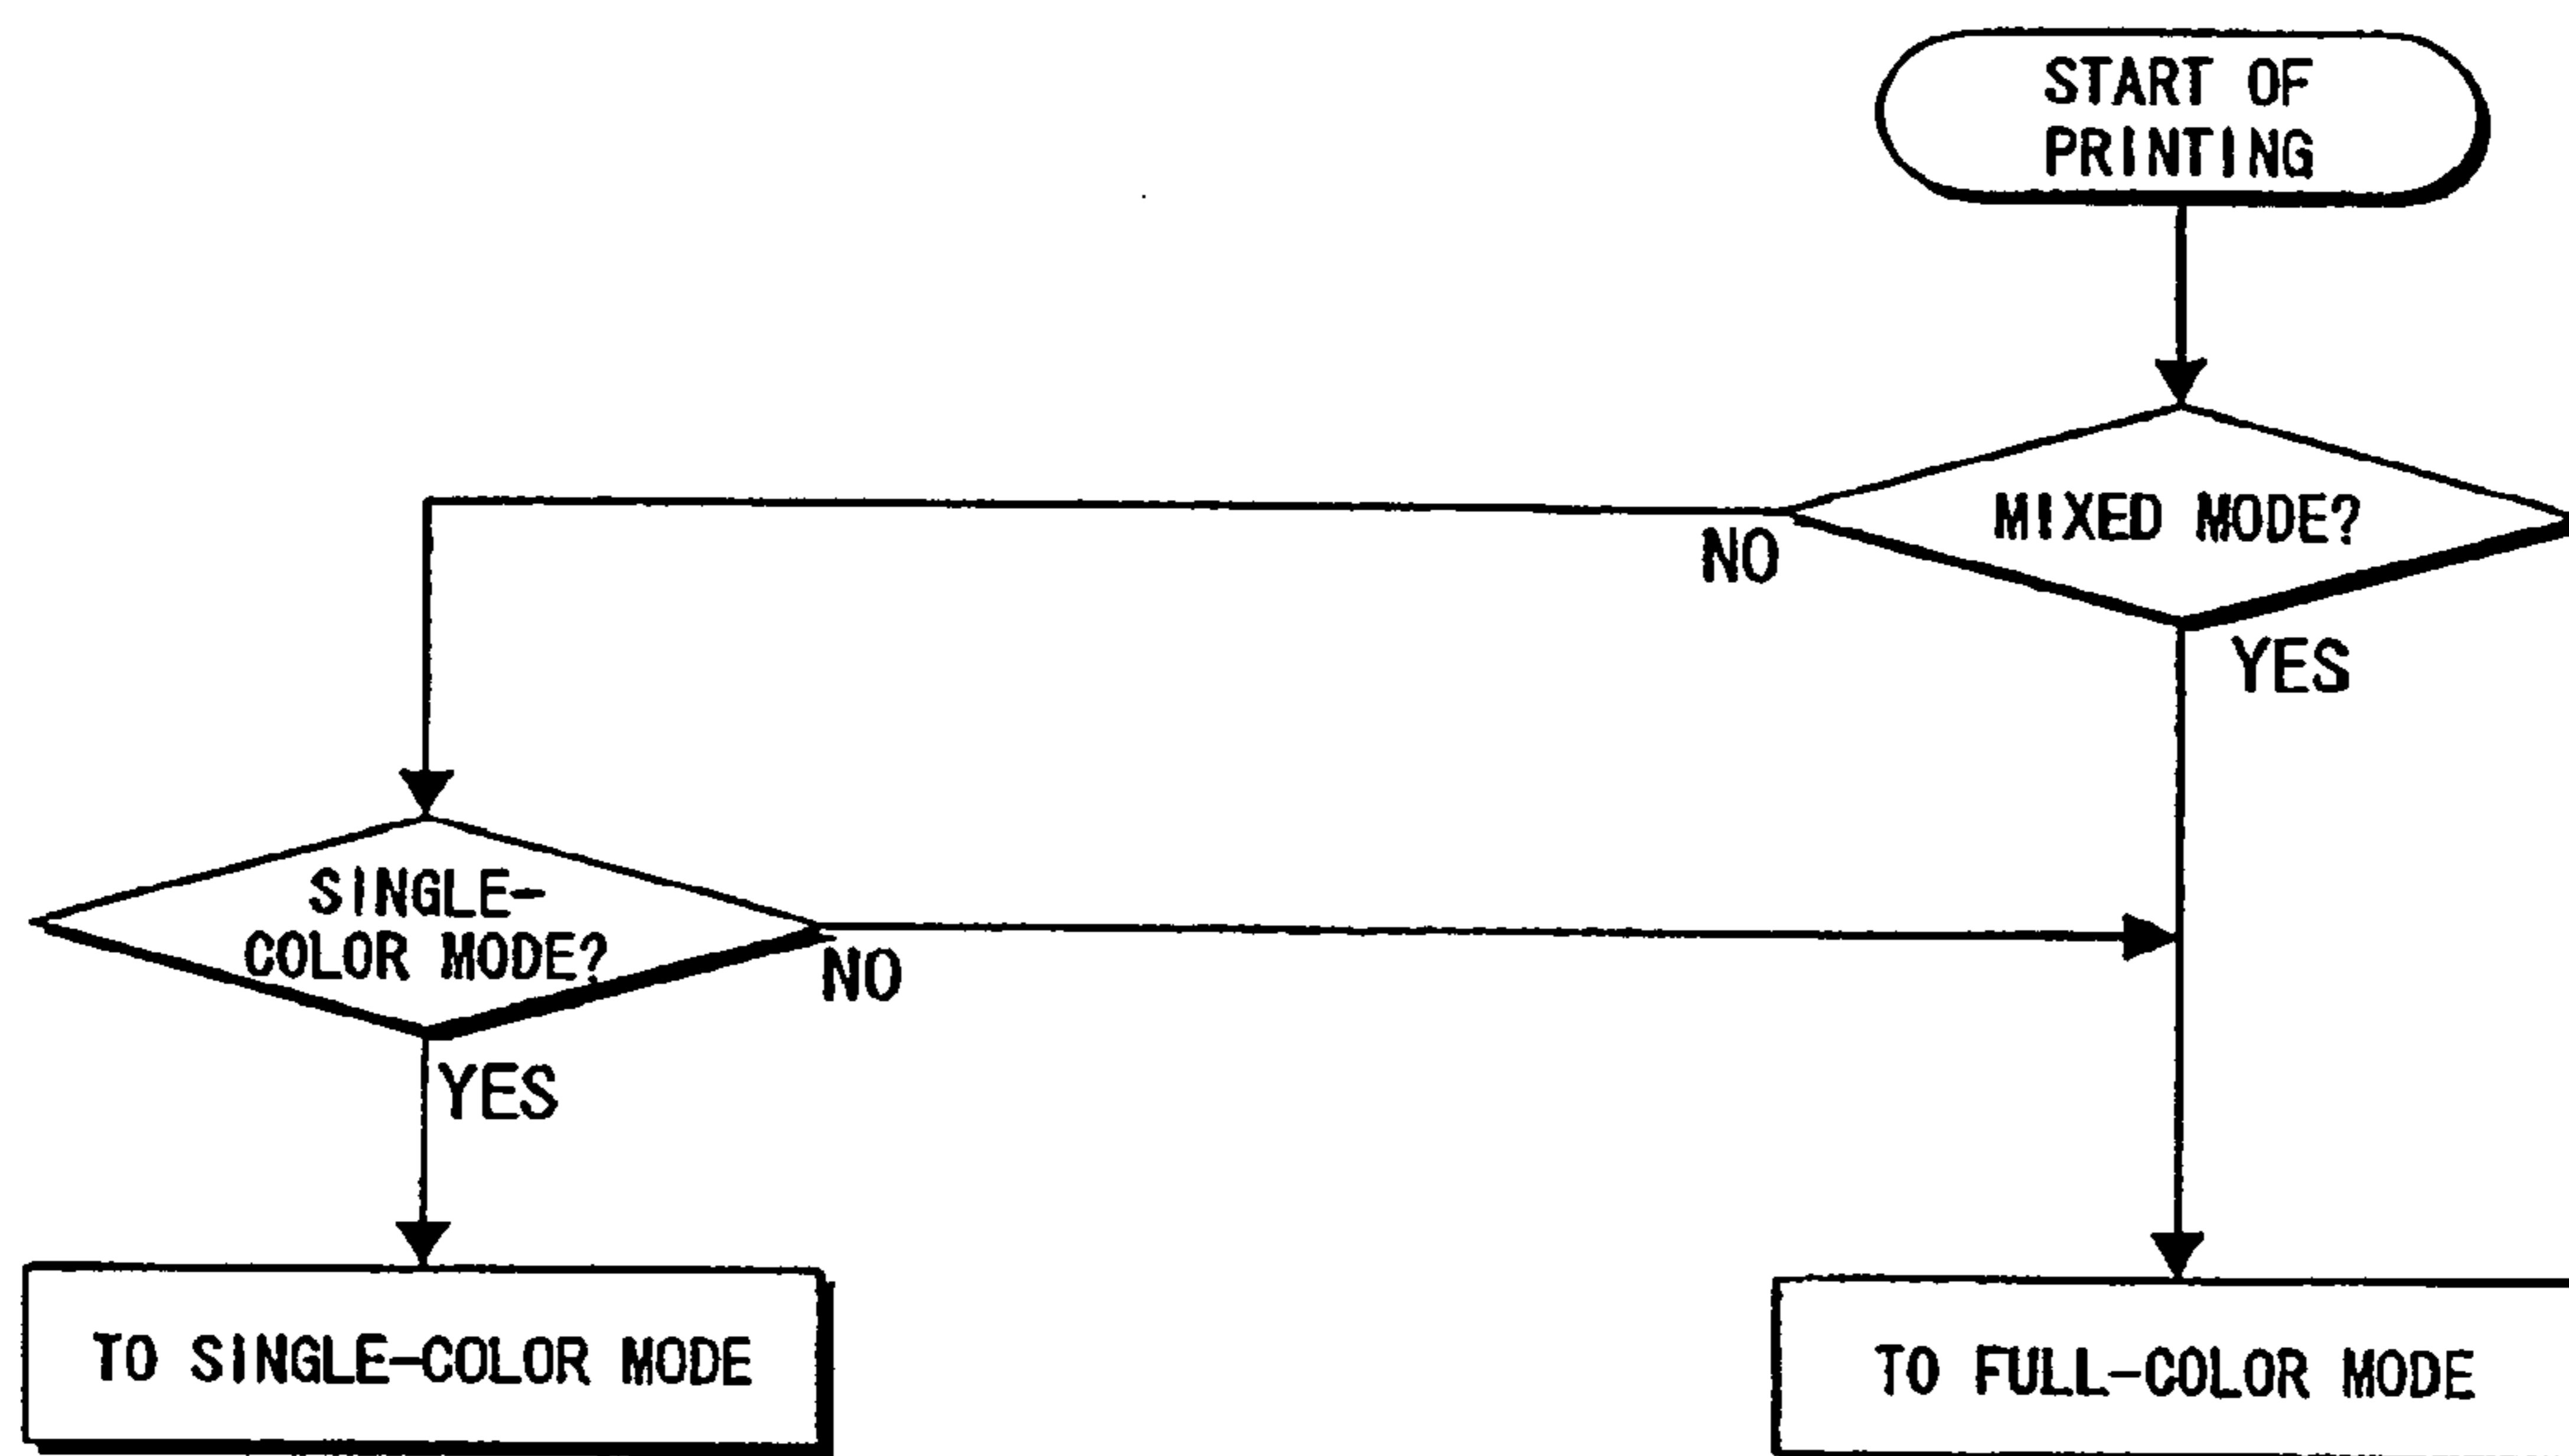 START OF
PRINTING
MIXED MODE?
NO
YES
SINGLE-
COLOR MODE?
NO
YES
TO SINGLE-COLOR MODE
TO FULL-COLOR MODE